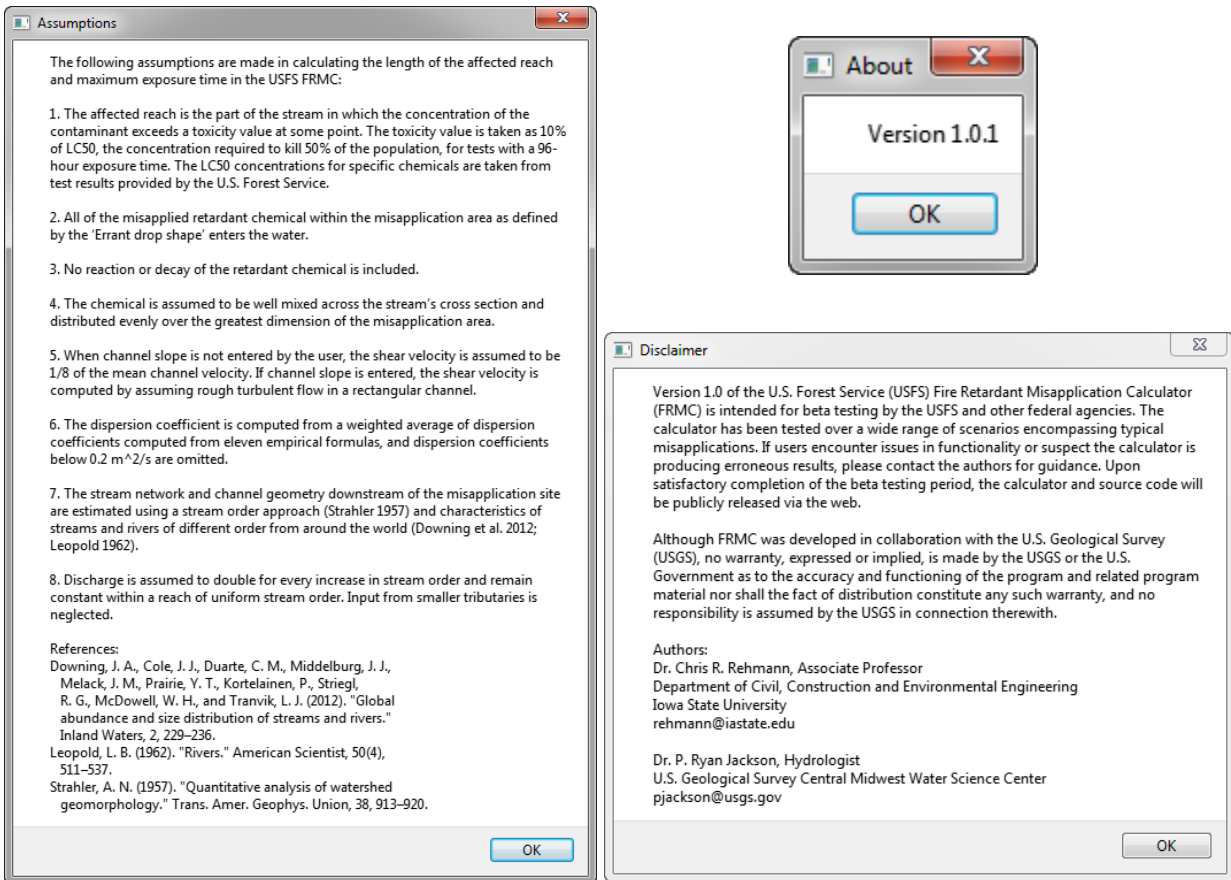 Assumptions
The following assumptions are made in calculating the length of the affected reach
and maximum exposure time in the USFS FRMC:
1. The affected reach is the part of the stream in which the concentration of the
contaminant exceeds a toxicity value at some point. The toxicity value is taken as 10%
of LC50, the concentration required to kill 50% of the population, for tests with a 96-
hour exposure time. The LC50 concentrations for specific chemicals are taken from
test results provided by the U.S. Forest Service.
2. All of the misapplied retardant chemical within the misapplication area as defined
by the 'Errant drop shape' enters the water.
3. No reaction or decay of the retardant chemical is included.
4. The chemical is assumed to be well mixed across the stream's cross section and
distributed evenly over the greatest dimension of the misapplication area.
5. When channel slope is not entered by the user, the shear velocity is assumed to be
1/8 of the mean channel velocity. If channel slope is entered, the shear velocity is
computed by assuming rough turbulent flow in a rectangular channel.
6. The dispersion coefficient is computed from a weighted average of dispersion
coefficients computed from eleven empirical formulas, and dispersion coefficients
below 0.2 m^2/s are omitted.
7. The stream network and channel geometry downstream of the misapplication site
are estimated using a stream order approach (Strahler 1957) and characteristics of
streams and rivers of different order from around the world (Downing et al. 2012;
Leopold 1962).
8. Discharge is assumed to double for every increase in stream order and remain
constant within a reach of uniform stream order. Input from smaller tributaries is
neglected.
References:
Downing, J. A., Cole, J. J., Duarte, C. M., Middelburg, J. J.,
Melack, J. M., Prairie, Y. T., Kortelainen, P., Striegl,
R. G., McDowell, W. H., and Tranvik, L. J. (2012). "Global
abundance and size distribution of streams and rivers."
Inland Waters, 2, 229–236.
Leopold, L. B. (1962). "Rivers." American Scientist, 50(4),
511–537.
Strahler, A. N. (1957). "Quantitative analysis of watershed
geomorphology." Trans. Amer. Geophys. Union, 38, 913–920.
OK
About
Version 1.0.1
OK
Disclaimer
Version 1.0 of the U.S. Forest Service (USFS) Fire Retardant Misapplication Calculator
(FRMC) is intended for beta testing by the USFS and other federal agencies. The
calculator has been tested over a wide range of scenarios encompassing typical
misapplications. If users encounter issues in functionality or suspect the calculator is
producing erroneous results, please contact the authors for guidance. Upon
satisfactory completion of the beta testing period, the calculator and source code will
be publicly released via the web.
Although FRMC was developed in collaboration with the U.S. Geological Survey
(USGS), no warranty, expressed or implied, is made by the USGS or the U.S.
Government as to the accuracy and functioning of the program and related program
material nor shall the fact of distribution constitute any such warranty, and no
responsibility is assumed by the USGS in connection therewith.
Authors:
Dr. Chris R. Rehmann, Associate Professor
Department of Civil, Construction and Environmental Engineering
Iowa State University
rehmann@iastate.edu
Dr. P. Ryan Jackson, Hydrologist
U.S. Geological Survey Central Midwest Water Science Center
pjackson@usgs.gov
OK